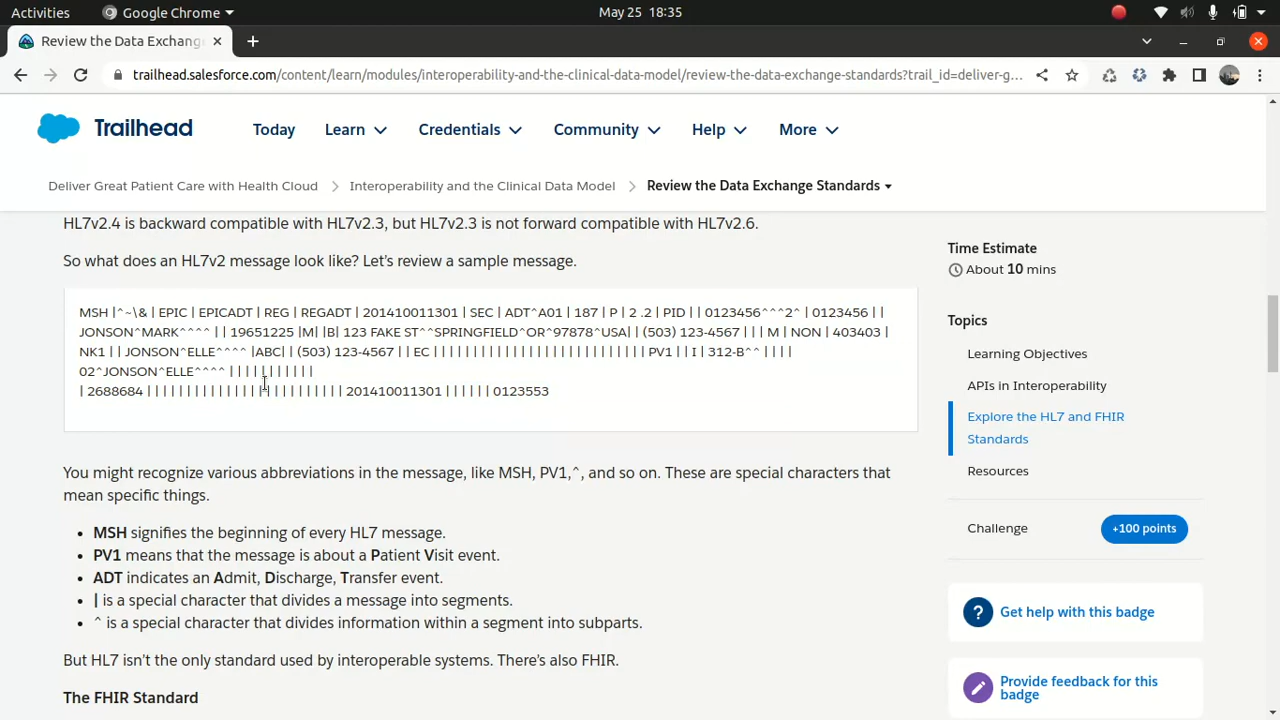 Activities
Google Chrome
May 25 18:35
Review the Data Exchange
trailhead.salesforce.com/content/learn/modules/interoperability-and-the-clinical-data-model/review-the-data-exchange-standards?trail_id=deliver-g...
Trailhead
Today
Learn
Credentials
Community
Help
More
Deliver Great Patient Care with Health Cloud
Interoperability and the Clinical Data Model
Review the Data Exchange Standards
HL7v2.4 is backward compatible with HL7v2.3, but HL7v2.3 is not forward compatible with HL7v2.6.
So what does an HL7v2 message look like? Let's review a sample message.
MSH |^~\& | EPIC | EPICADT | REG | REGADT | 201410011301 | SEC | ADT^A01 | 187 | P | 2 .2 | PID | | 0123456^^^2^ | 0123456 | |
JONSON^MARK^^^^ | | 19651225 |M| |B| 123 FAKE ST^^SPRINGFIELD^OR^97878^USA| | (503) 123-4567 | | | M | NON | 403403 |
NK1 | | JONSON^ELLE^^^^ |ABC| | (503) 123-4567 | | EC | | | | | | | | | | | | | | | | | | | | | | | | | | | PV1 | | I | 312-B^^ | | | |
02^JONSON^ELLE^^^^ | | | | | | | | | | |
| 2688684 | | | | | | | | | | | | | | | | | | | | | | | | | 201410011301 | | | | | | 0123553
You might recognize various abbreviations in the message, like MSH, PV1,^, and so on. These are special characters that
mean specific things.
• MSH signifies the beginning of every HL7 message.
• PV1 means that the message is about a Patient Visit event.
• ADT indicates an Admit, Discharge, Transfer event.
• | is a special character that divides a message into segments.
• ^ is a special character that divides information within a segment into subparts.
But HL7 isn't the only standard used by interoperable systems. There's also FHIR.
The FHIR Standard
Time Estimate
About 10 mins
Topics
Learning Objectives
APIs in Interoperability
Explore the HL7 and FHIR
Standards
Resources
Challenge
+100 points
Get help with this badge
Provide feedback for this
badge